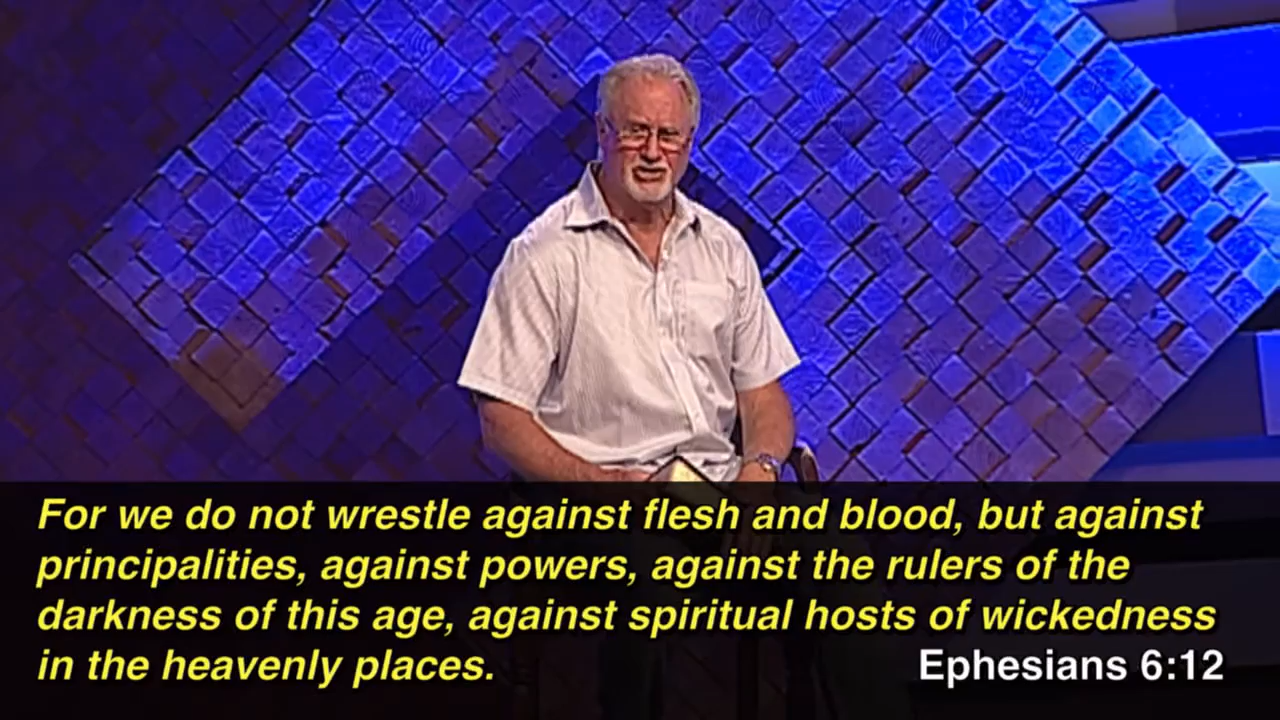 For we do not wrestle against flesh and blood, but against
principalities, against powers, against the rulers of the
darkness of this age, against spiritual hosts of wickedness
in the heavenly places.
Ephesians 6:12